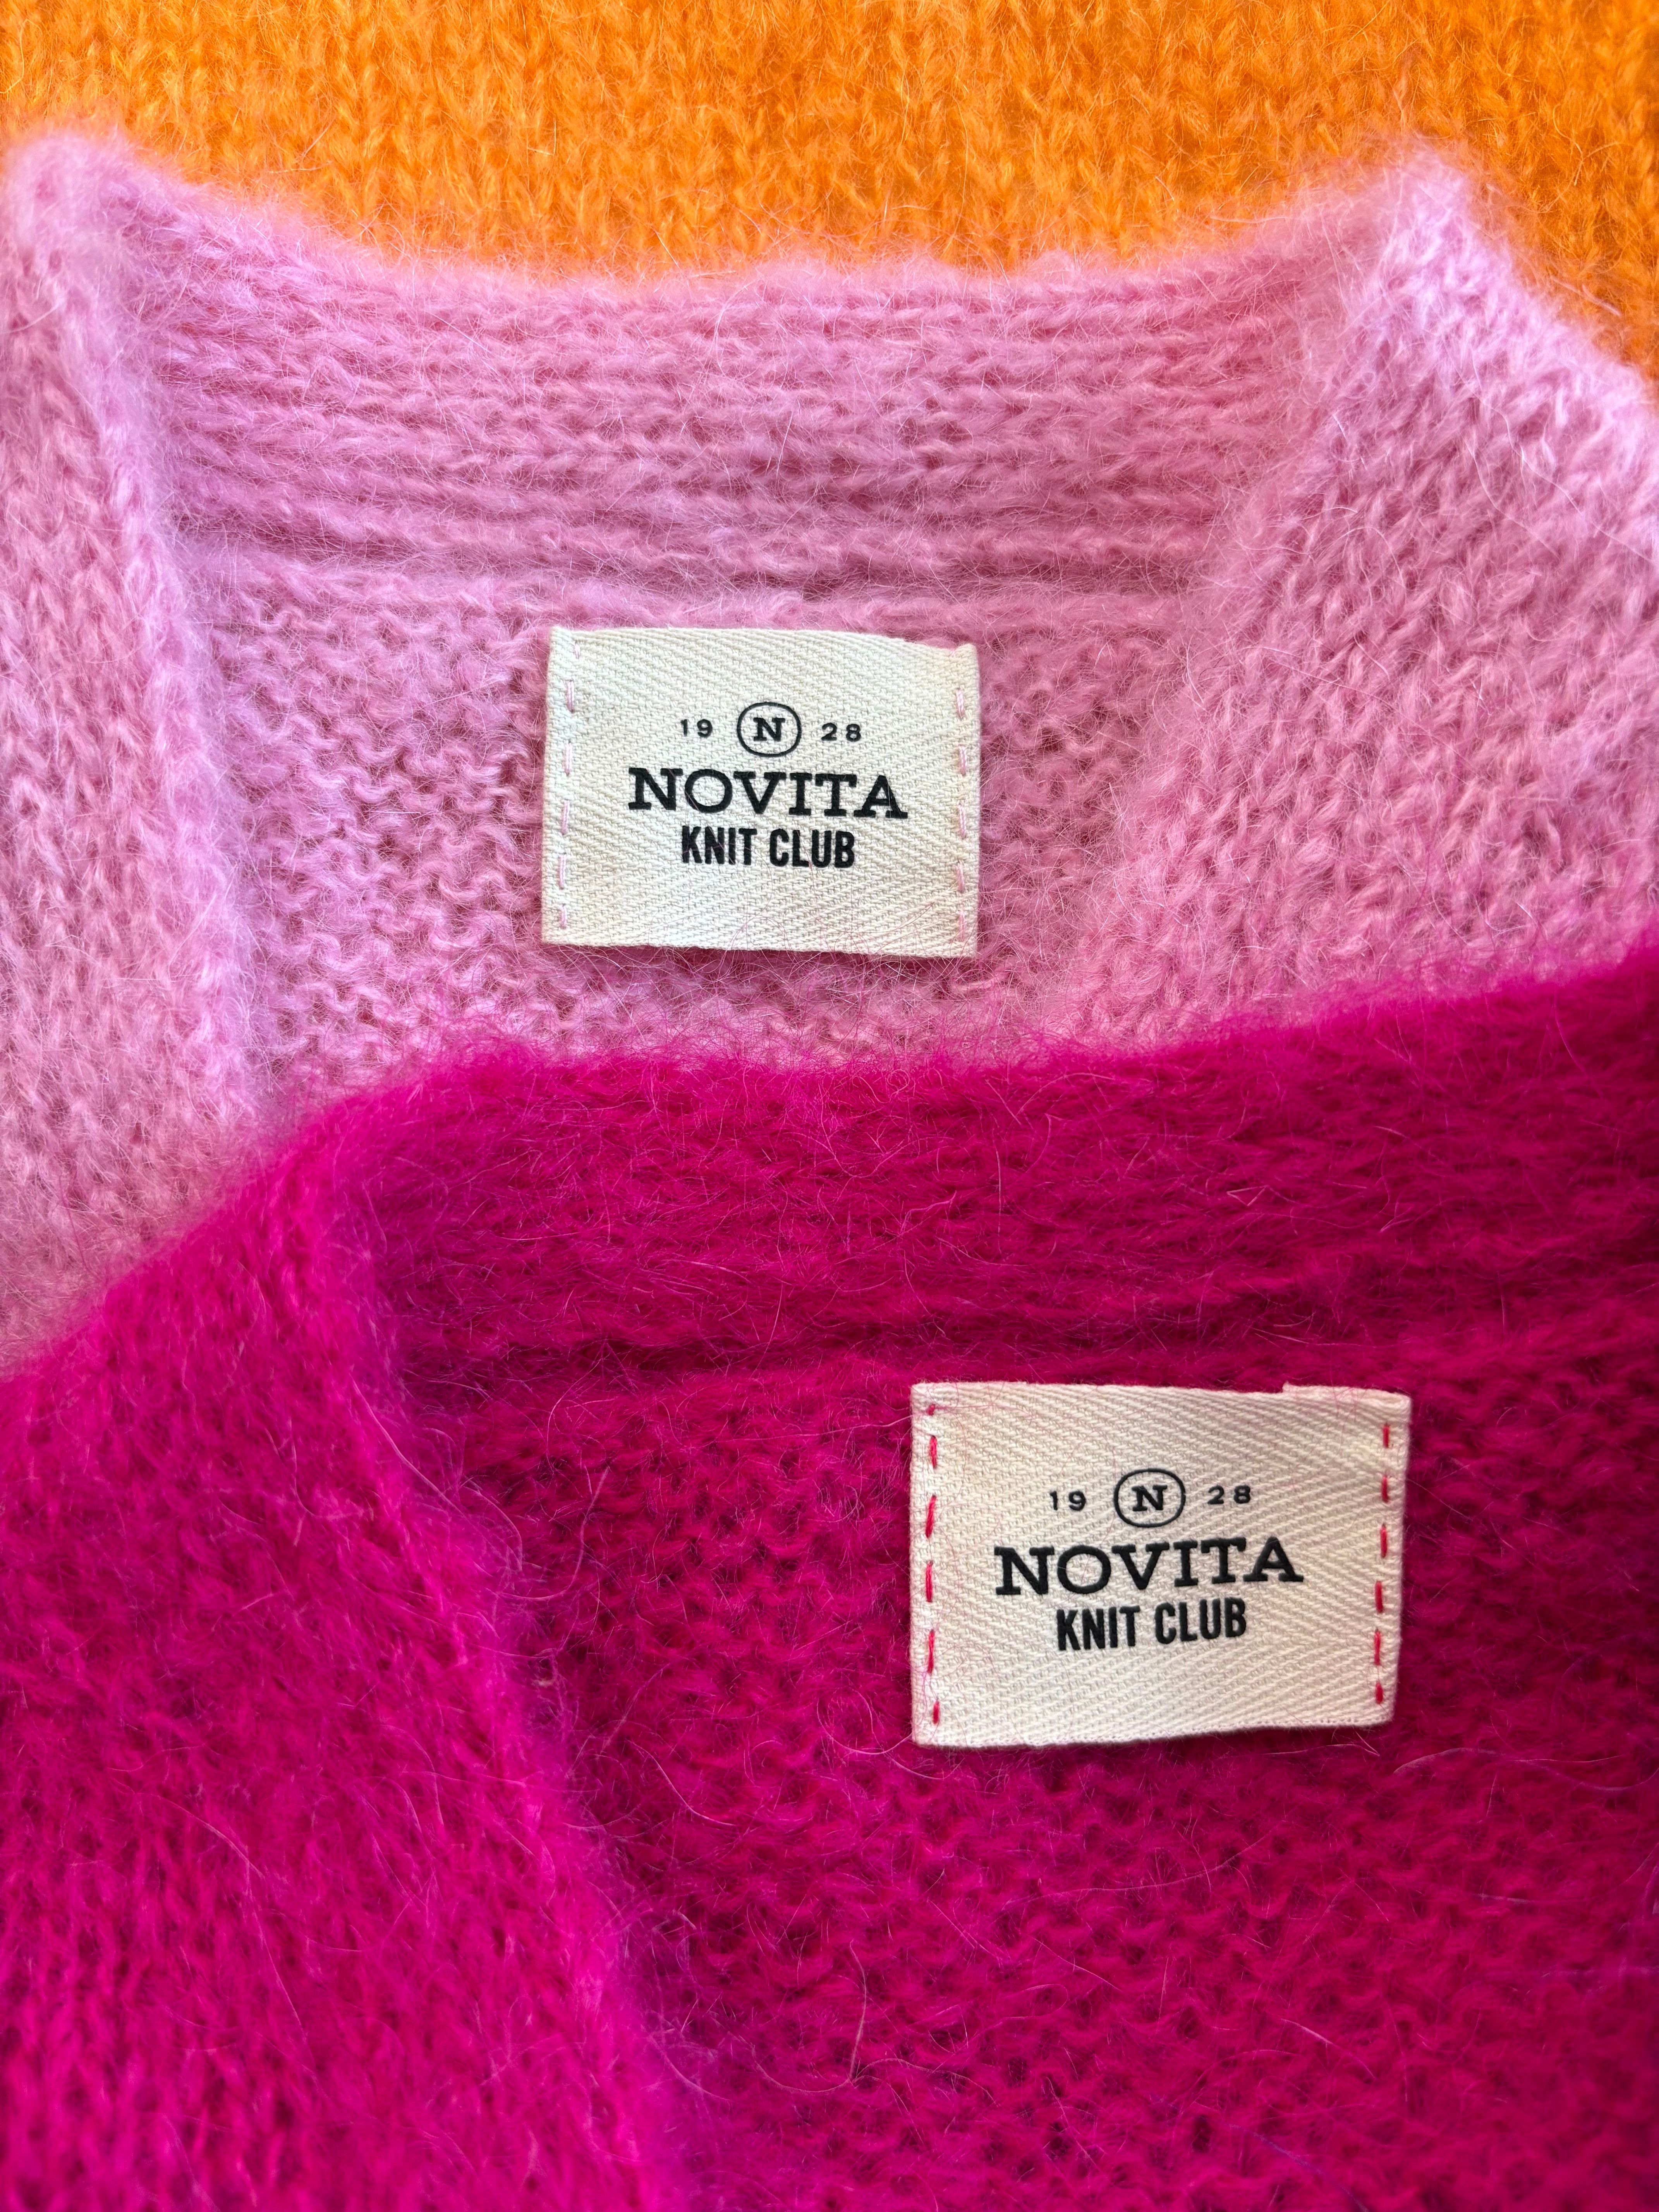 19 N 28
NOVITA
KNIT CLUB
19 N 28
NOVITA
KNIT CLUB